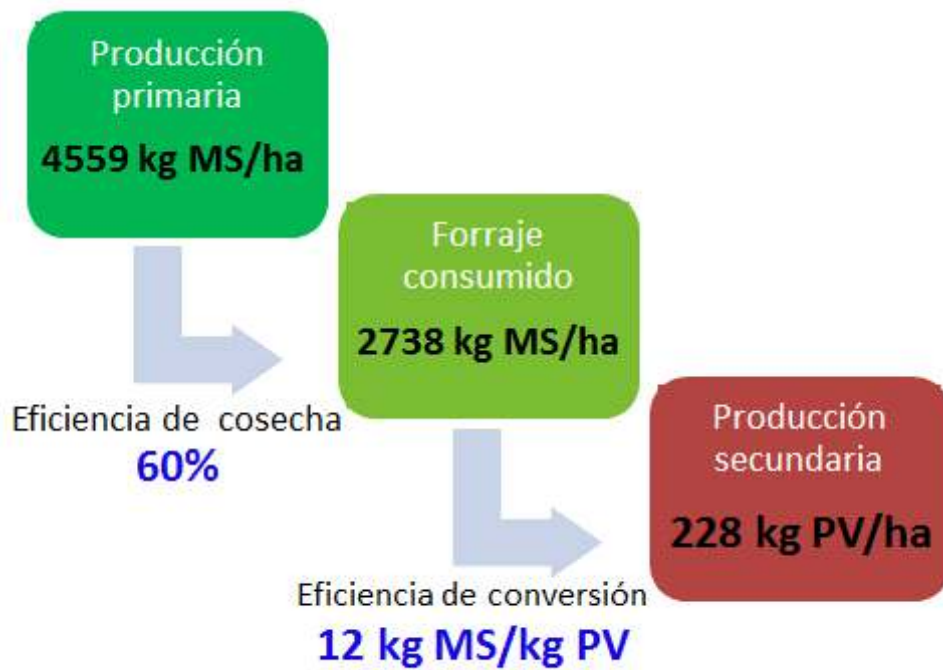 Producción
primaria
4559 kg MS/ha
Forraje
consumido
2738 kg MS/ha
Eficiencia de cosecha
60%
Producción
secundaria
228 kg PV/ha
Eficiencia de conversión
12 kg MS/kg PV